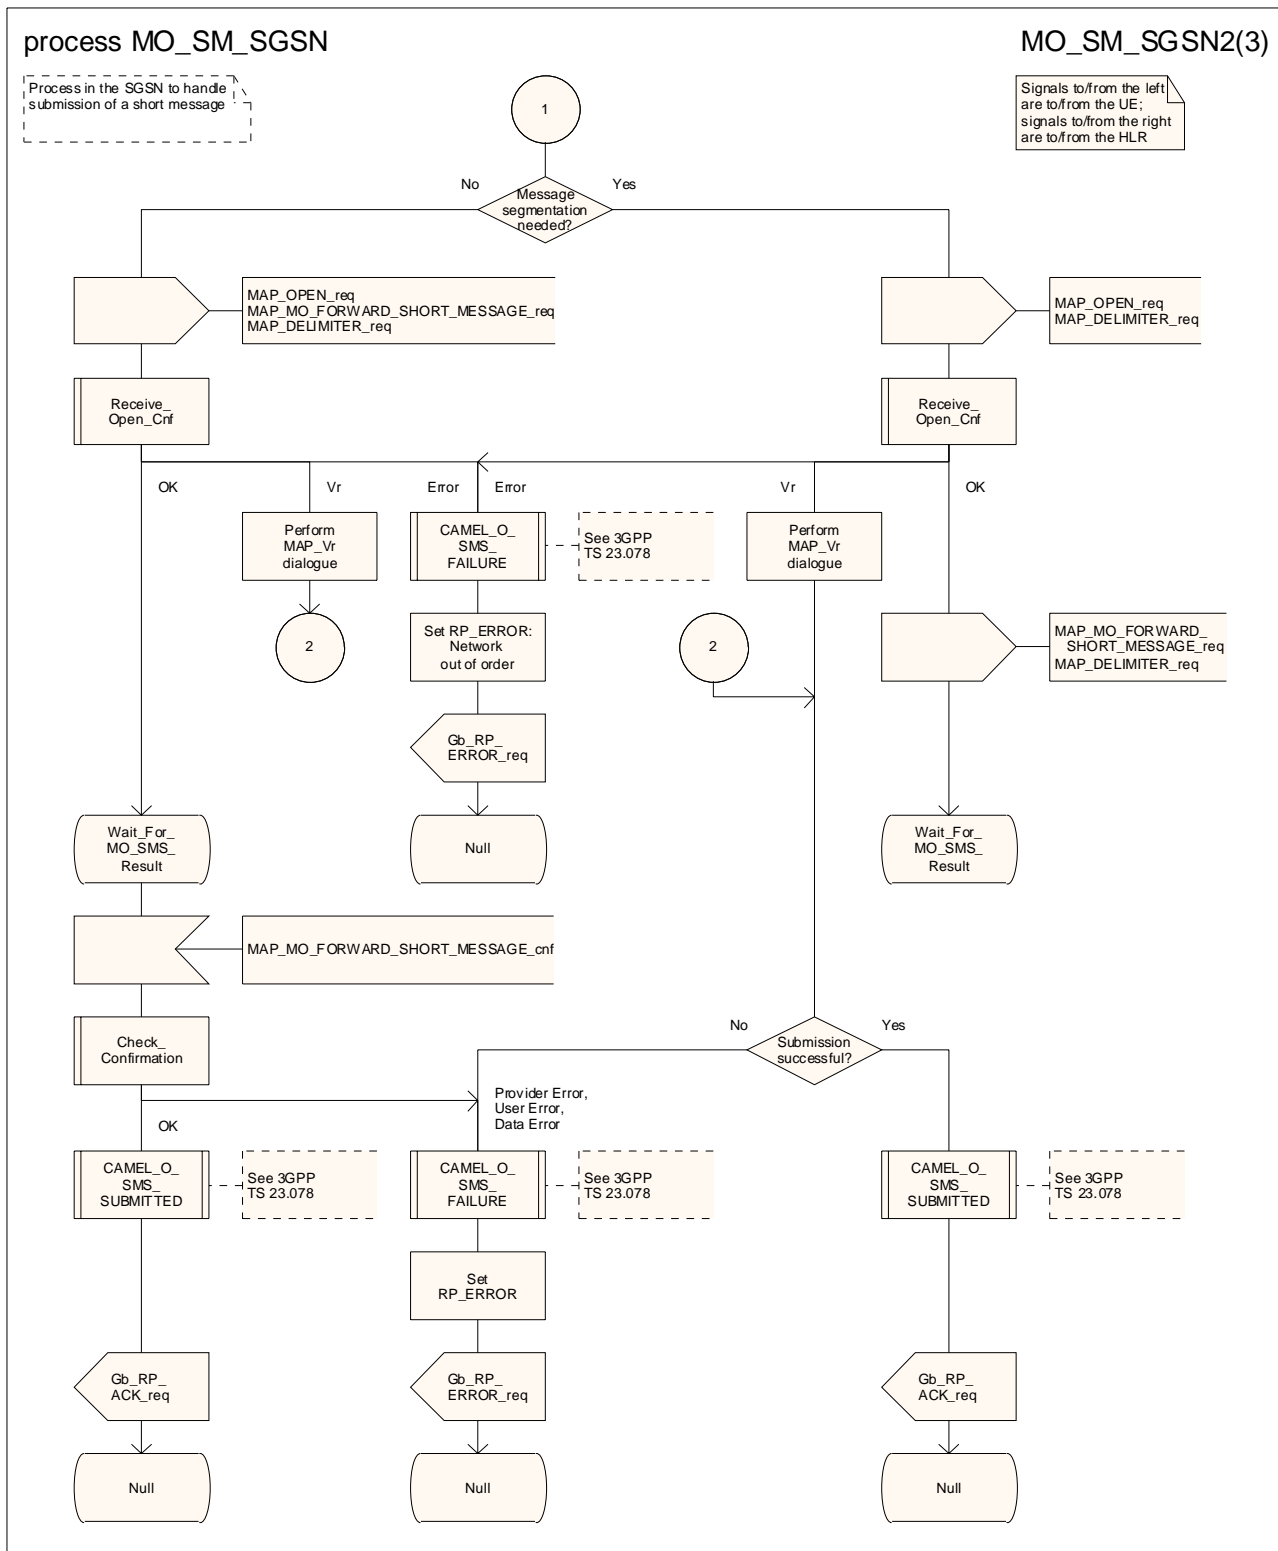 process MO_SM_SGSN
MO_SM_SGSN2(3)
Process in the SGSN to handle
submission of a short message
1
Signals to/from the left
are to/from the UE;
signals to/from the right
are to/from the HLR
No
Yes
Message
segmentation
needed?
MAP_OPEN_req
MAP_MO_FORWARD_SHORT_MESSAGE_req
MAP_DELIMITER_req
MAP_OPEN_req
MAP_DELIMITER_req
Receive_
Open_Cnf
Receive_
Open_Cnf
OK
Vr
Error
Error
Vr
OK
Perform
MAP_Vr
dialogue
CAMEL_O_
SMS_
FAILURE
See 3GPP
TS 23.078
Perform
MAP_Vr
dialogue
2
Set RP_ERROR:
Network
out of order
2
MAP_MO_FORWARD_
SHORT_MESSAGE_req
MAP_DELIMITER_req
Gb_RP_
ERROR_req
Wait_For_
MO_SMS_
Result
Null
Wait_For_
MO_SMS_
Result
MAP_MO_FORWARD_SHORT_MESSAGE_cnf
Check_
Confirmation
No
Yes
Submission
successful?
Provider Error,
User Error,
Data Error
OK
CAMEL_O_
SMS_
SUBMITTED
See 3GPP
TS 23.078
CAMEL_O_
SMS_
FAILURE
See 3GPP
TS 23.078
CAMEL_O_
SMS_
SUBMITTED
See 3GPP
TS 23.078
Set
RP_ERROR
Gb_RP_
ACK_req
Gb_RP_
ERROR_req
Gb_RP_
ACK_req
Null
Null
Null